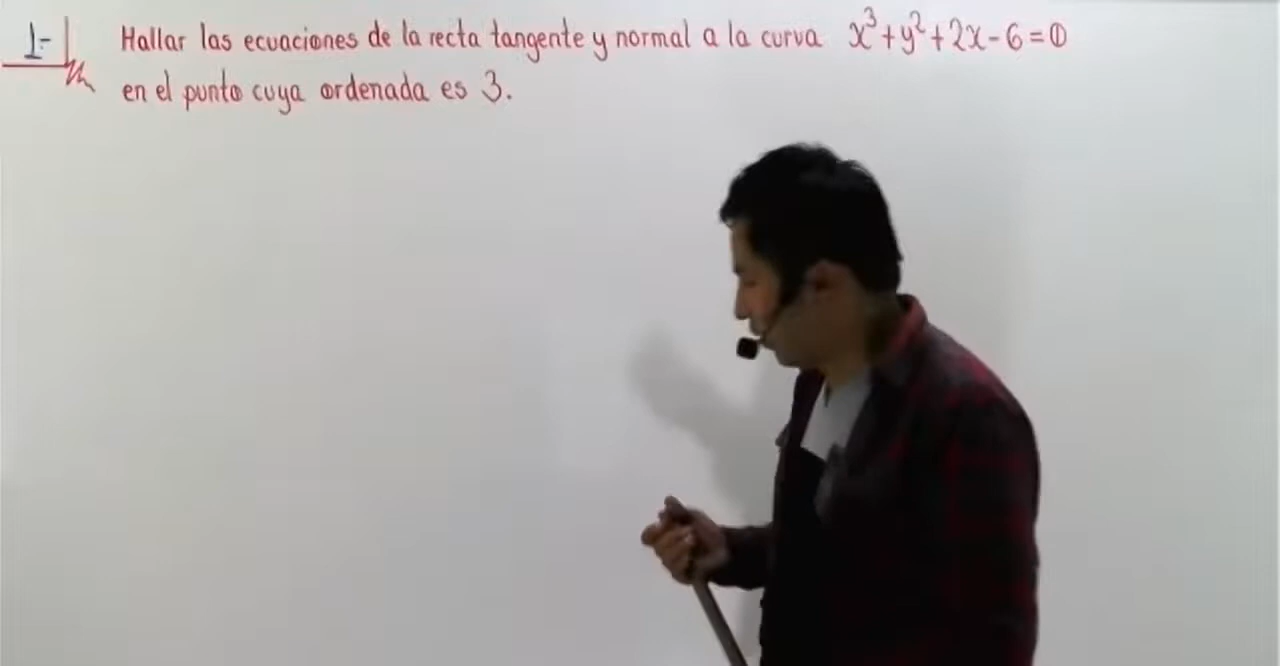 1- Hallar las ecuaciones de la recta tangente y normal a la curva x³+y²+2x-6=0
en el punto cuya ordenada es 3.